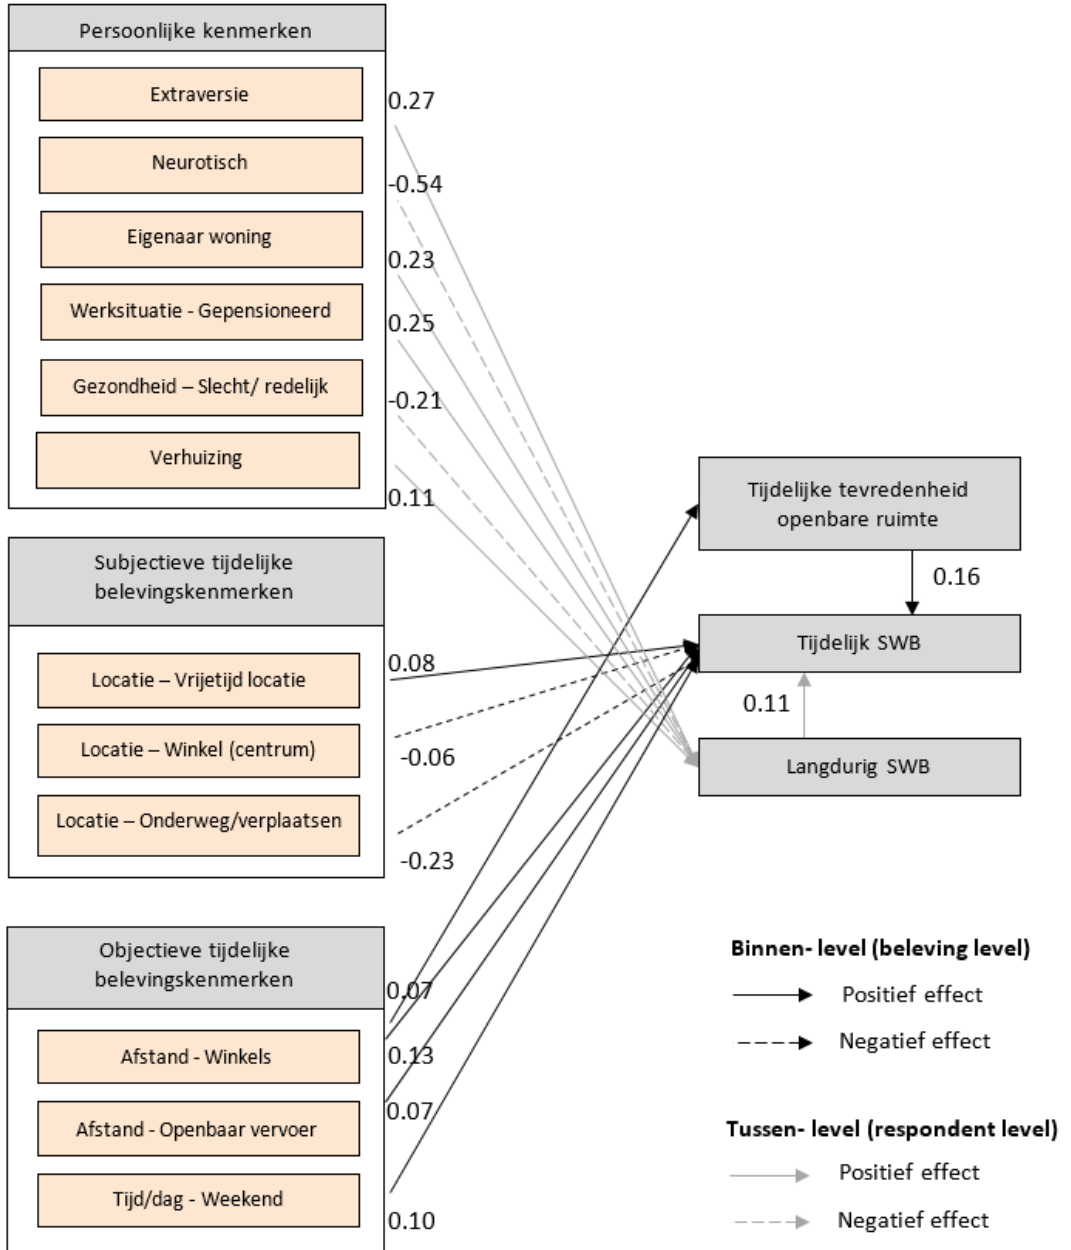 Persoonlijke kenmerken
Extraversie
0.27
Neurotisch
-0.54
Eigenaar woning
0.23
Werksituatie - Gepensioneerd
0.25
Gezondheid – Slecht/ redelijk
-0.21
Verhuizing
0.11
Subjectieve tijdelijke
belevingskenmerken
Locatie – Vrijetijd locatie
0.08
Locatie – Winkel (centrum)
-0.06
Locatie – Onderweg/verplaatsen
-0.23
Objectieve tijdelijke
belevingskenmerken
0.07
Afstand - Winkels
0.13
Afstand - Openbaar vervoer
0.07
Tijd/dag - Weekend
0.10
Tijdelijke tevredenheid
openbare ruimte
0.16
Tijdelijk SWB
0.11
Langdurig SWB
Binnen- level (beleving level)
Positief effect
Negatief effect
Tussen- level (respondent level)
Positief effect
Negatief effect